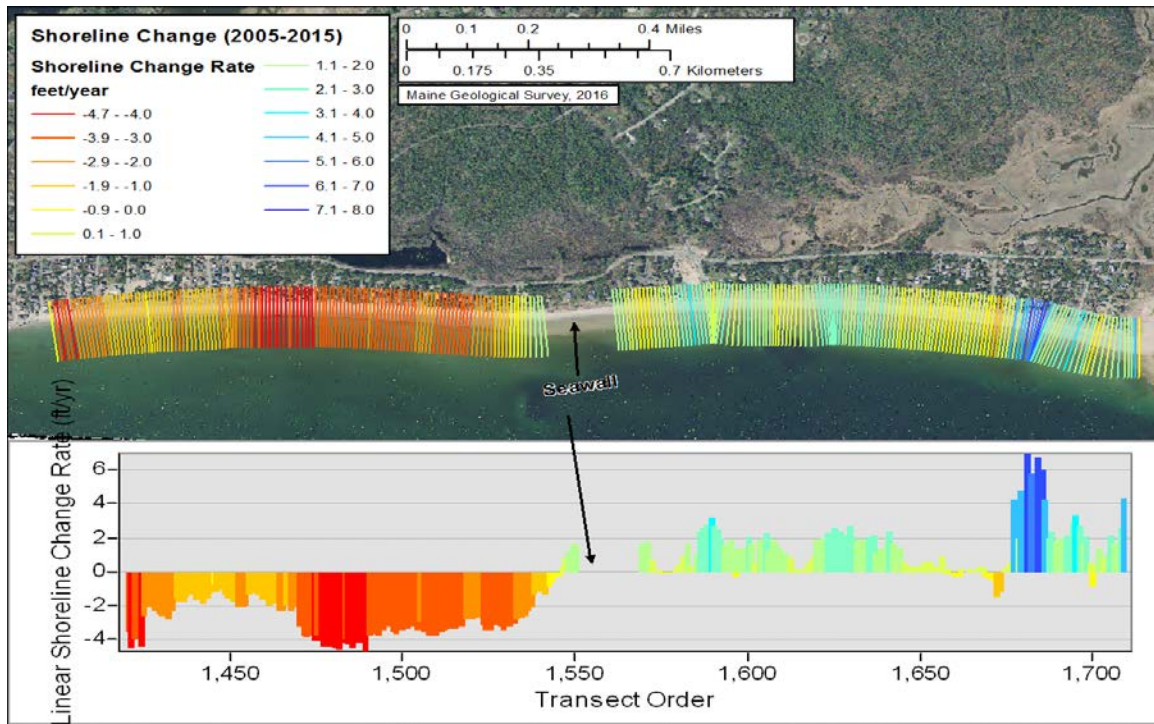 Shoreline Change (2005-2015)
Shoreline Change Rate
feet/year
-4.7 - -4.0
-3.9 - -3.0
-2.9 - -2.0
-1.9 - -1.0
-0.9 - 0.0
0.1 - 1.0
1.1 - 2.0
2.1 - 3.0
3.1 - 4.0
4.1 - 5.0
5.1 - 6.0
6.1 - 7.0
7.1 - 8.0
0 0.1 0.2 0.4 Miles
0 0.175 0.35 0.7 Kilometers
Maine Geological Survey, 2016
Seawall
Linear Shoreline Change Rate (ft/yr)
6
4
2
0
-2
-4
1,450 1,500 1,550 1,600 1,650 1,700
Transect Order